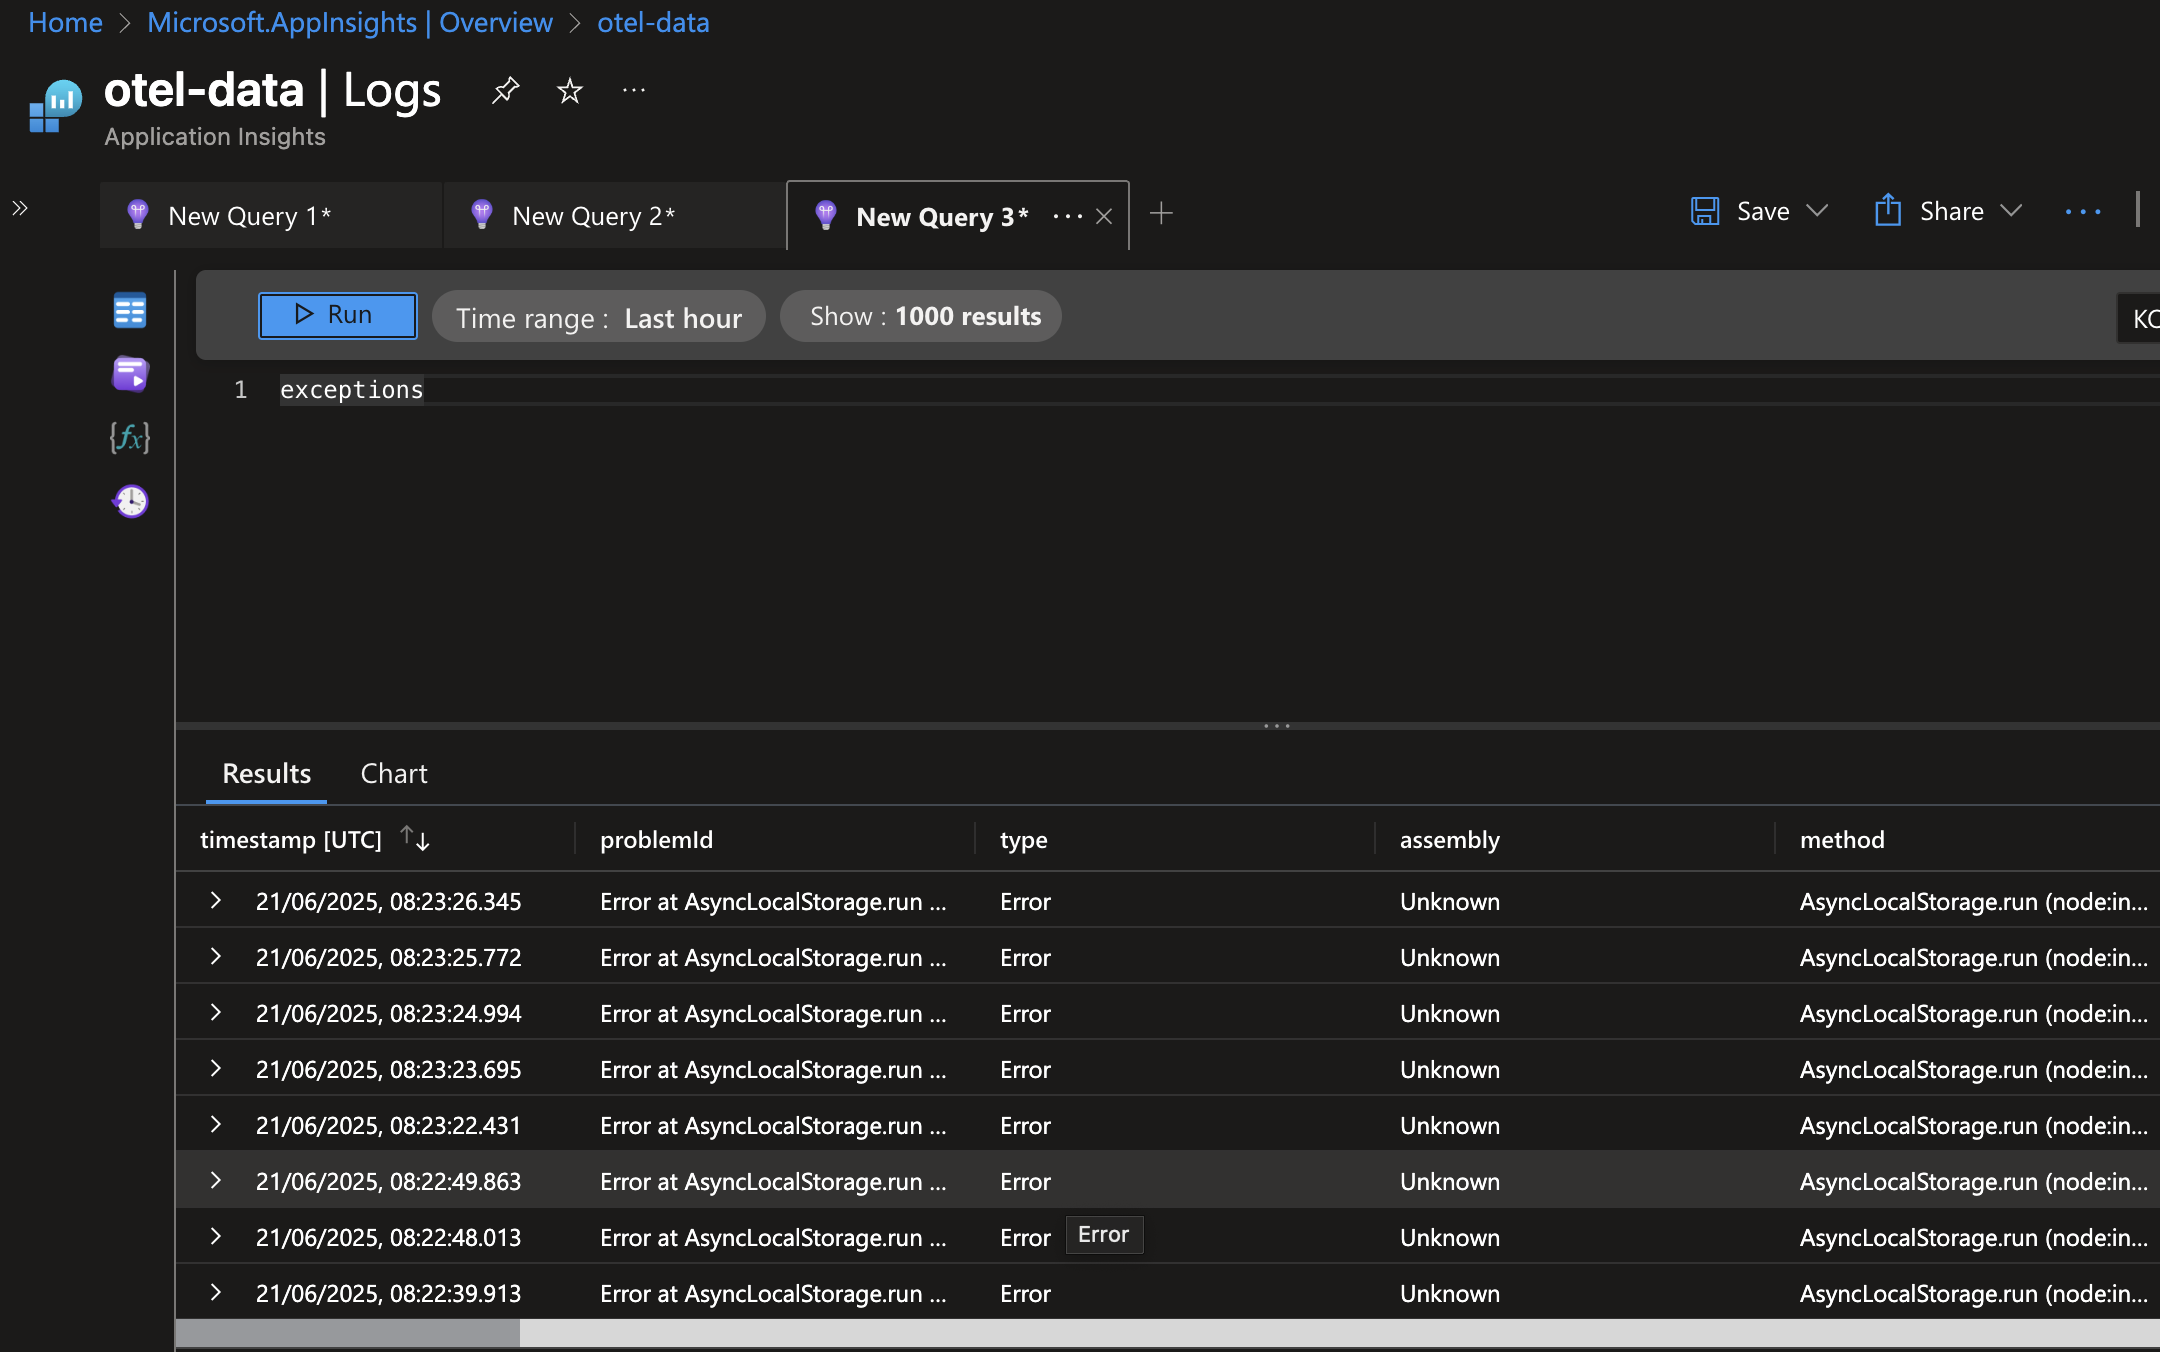 Home > Microsoft.AppInsights | Overview > otel-data
otel-data | Logs
Application Insights
New Query 1*
New Query 2*
New Query 3*
Save
Share
Run
Time range : Last hour
Show : 1000 results
1 exceptions
Results
Chart
timestamp [UTC] problemId type assembly method
21/06/2025, 08:23:26.345 Error at AsyncLocalStorage.run ... Error Unknown AsyncLocalStorage.run (node:in...
21/06/2025, 08:23:25.772 Error at AsyncLocalStorage.run ... Error Unknown AsyncLocalStorage.run (node:in...
21/06/2025, 08:23:24.994 Error at AsyncLocalStorage.run ... Error Unknown AsyncLocalStorage.run (node:in...
21/06/2025, 08:23:23.695 Error at AsyncLocalStorage.run ... Error Unknown AsyncLocalStorage.run (node:in...
21/06/2025, 08:23:22.431 Error at AsyncLocalStorage.run ... Error Unknown AsyncLocalStorage.run (node:in...
21/06/2025, 08:22:49.863 Error at AsyncLocalStorage.run ... Error Unknown AsyncLocalStorage.run (node:in...
21/06/2025, 08:22:48.013 Error at AsyncLocalStorage.run ... Error Error Unknown AsyncLocalStorage.run (node:in...
21/06/2025, 08:22:39.913 Error at AsyncLocalStorage.run ... Error Unknown AsyncLocalStorage.run (node:in...